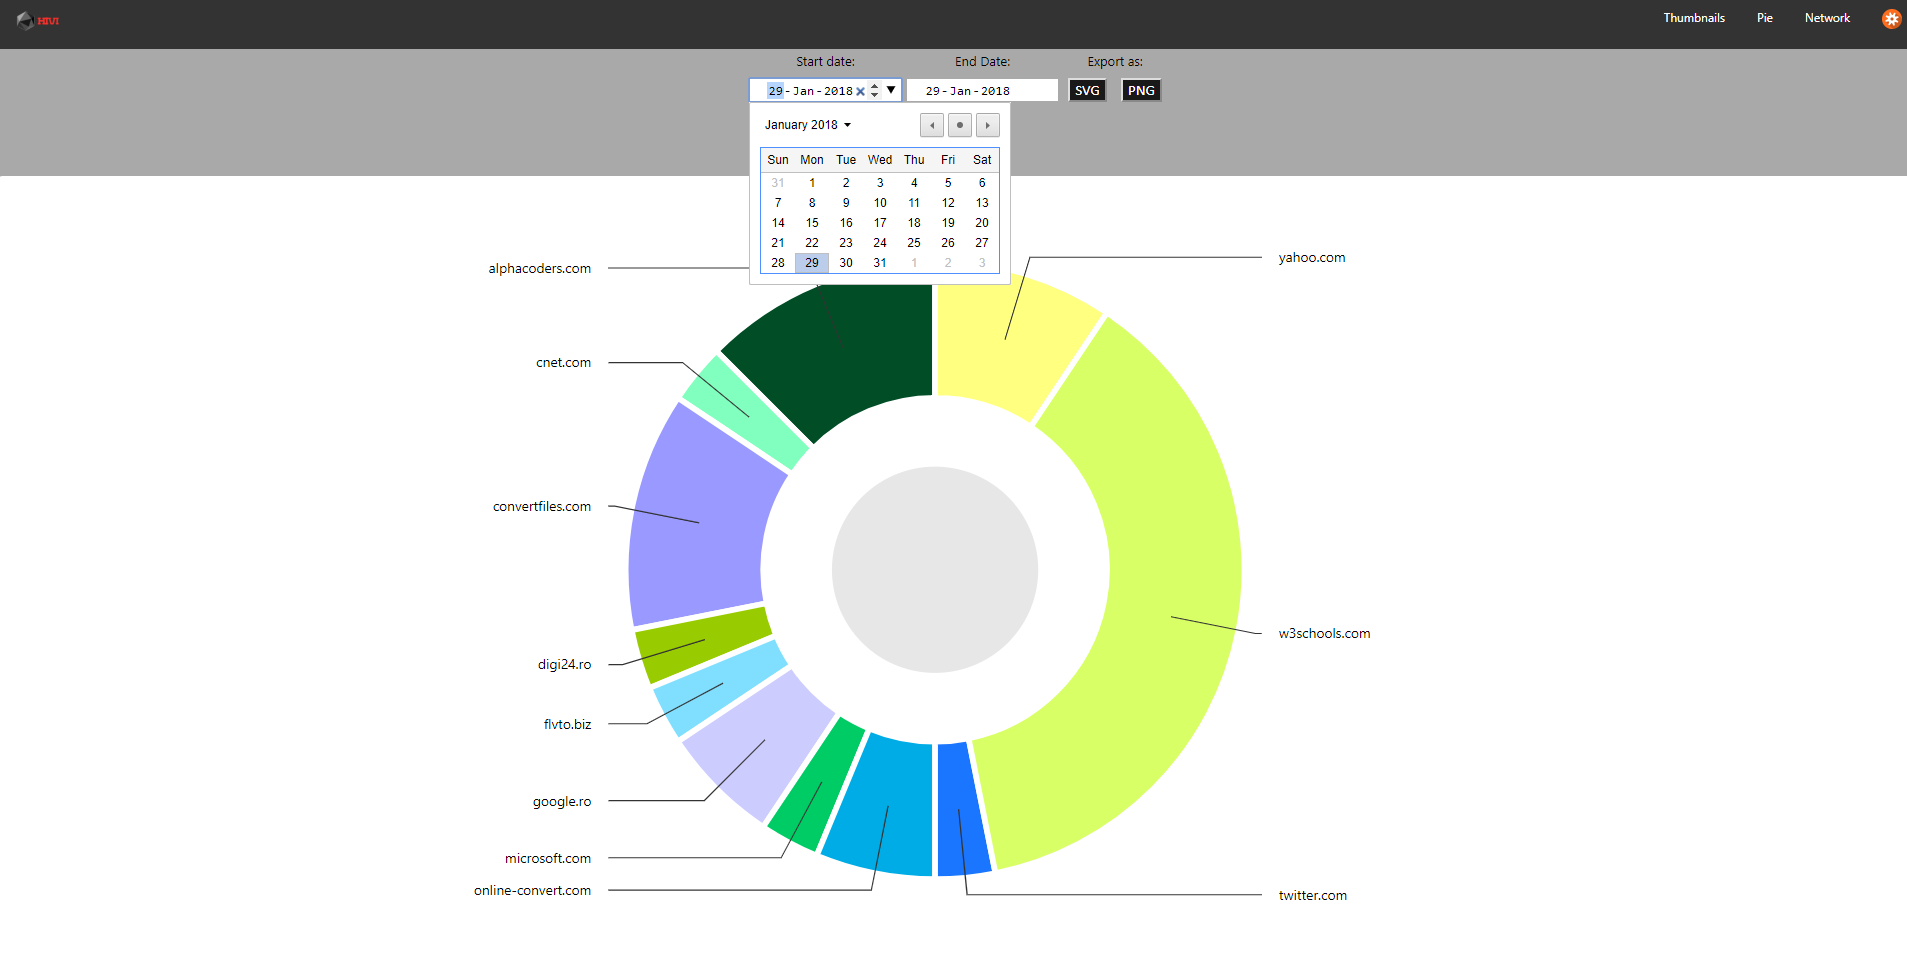 HIVI
Thumbnails Pie Network
Start date: End Date: Export as:
29-Jan-2018 29-Jan-2018 SVG PNG
January 2018
Sun Mon Tue Wed Thu Fri Sat
31 1 2 3 4 5 6
7 8 9 10 11 12 13
14 15 16 17 18 19 20
21 22 23 24 25 26 27
28 29 30 31 1 2 3
yahoo.com
alphacoders.com
cnet.com
convertfiles.com
w3schools.com
digi24.ro
flvto.biz
google.ro
microsoft.com
online-convert.com
twitter.com